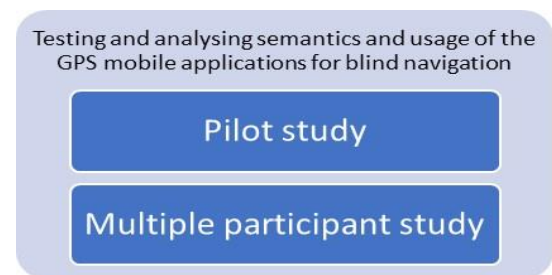 Testing and analysing semantics and usage of the
GPS mobile applications for blind navigation
Pilot study
Multiple participant study